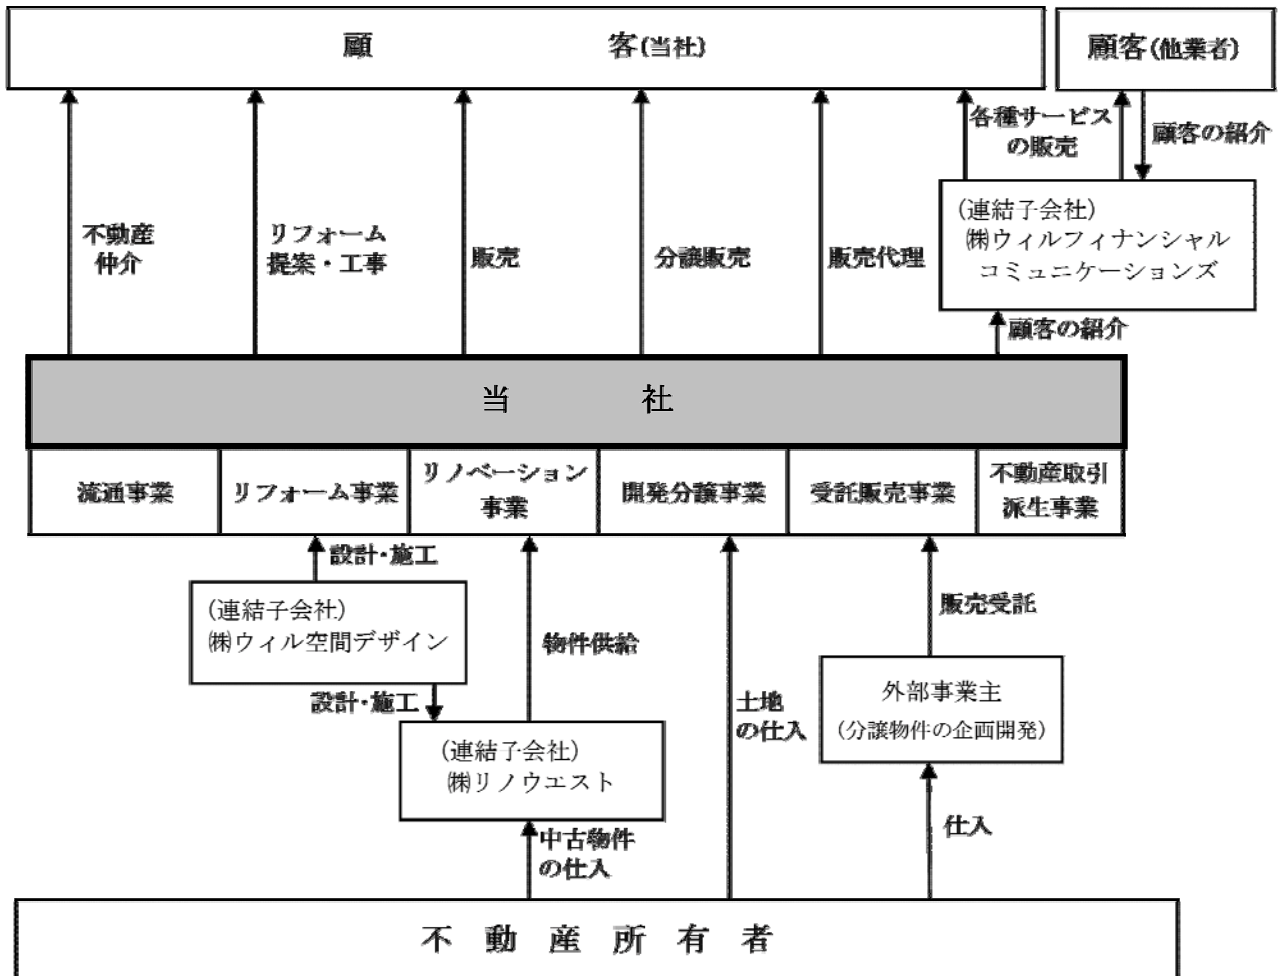 顧客(当社)
顧客(他業者)
各種サービス
の販売
顧客の紹介
(連結子会社)
㈱ウィルフィナンシャル
コミュニケーションズ
不動産
仲介
リフォーム
提案・工事
販売
分譲販売
販売代理
顧客の紹介
当社
流通事業
リフォーム事業
リノベーション
事業
開発分譲事業
受託販売事業
不動産取引
派生事業
設計・施工
(連結子会社)
㈱ウィル空間デザイン
物件供給
販売受託
設計・施工
土地
の仕入
外部事業主
(分譲物件の企画開発)
(連結子会社)
㈱リノウエスト
中古物件
の仕入
仕入
不動産所有者